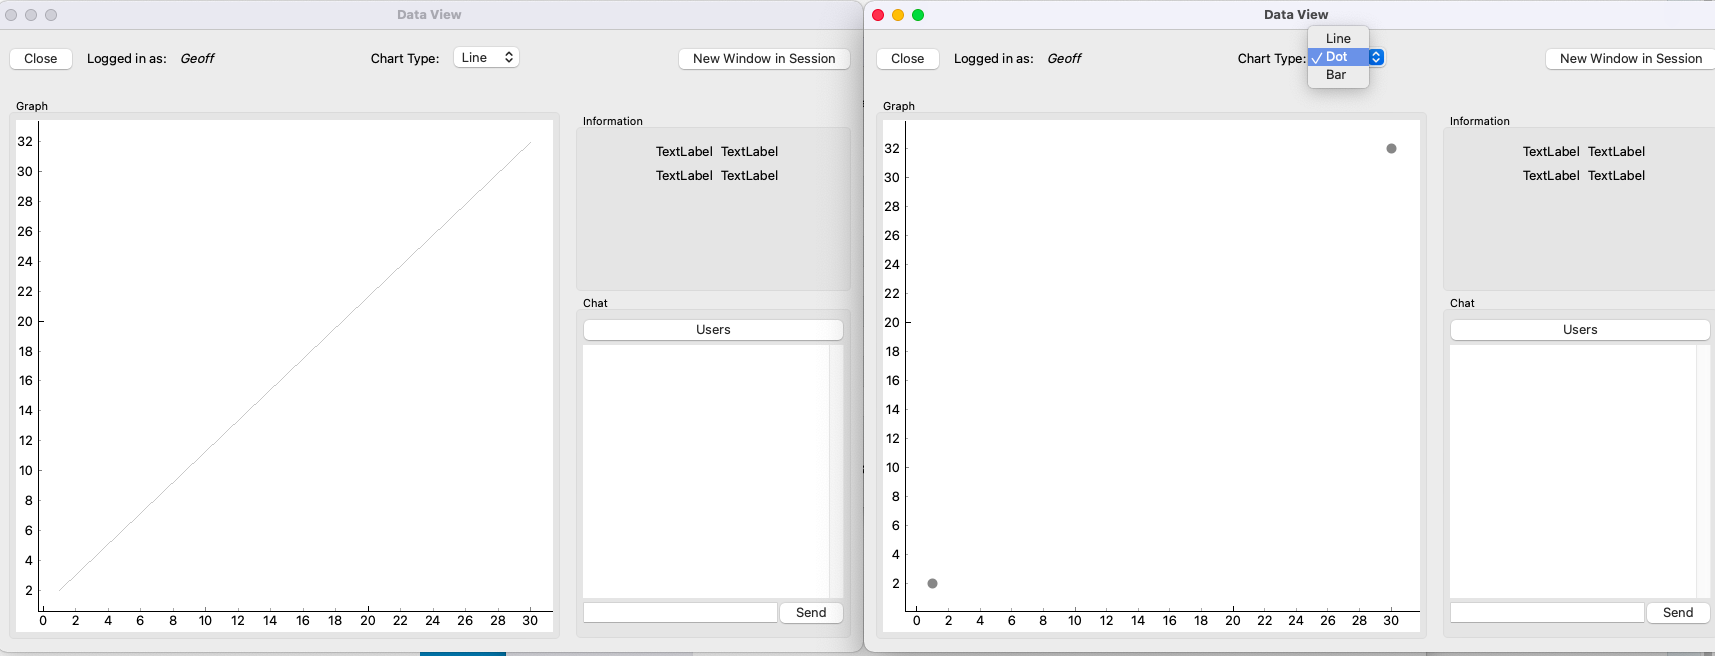 Data View
Close Logged in as: Geoff Chart Type: Line New Window in Session
Graph
32
30
28
26
24
22
20
18
16
14
12
10
8
6
4
2
0 2 4 6 8 10 12 14 16 18 20 22 24 26 28 30
Information
TextLabel TextLabel
TextLabel TextLabel
Chat
Users
Send
Data View
Close Logged in as: Geoff Chart Type:
Line
✓ Dot
Bar
New Window in Session
Graph
32
30
28
26
24
22
20
18
16
14
12
10
8
6
4
2
0 2 4 6 8 10 12 14 16 18 20 22 24 26 28 30
Information
TextLabel TextLabel
TextLabel TextLabel
Chat
Users
Send